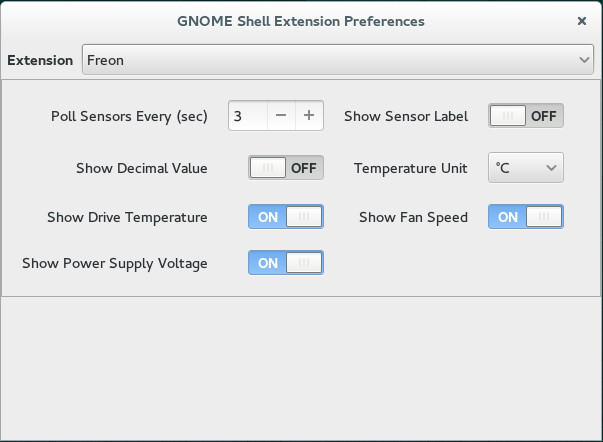 GNOME Shell Extension Preferences ×
Extension Freon
Poll Sensors Every (sec) 3 − + Show Sensor Label OFF
Show Decimal Value OFF Temperature Unit °C
Show Drive Temperature ON Show Fan Speed ON
Show Power Supply Voltage ON